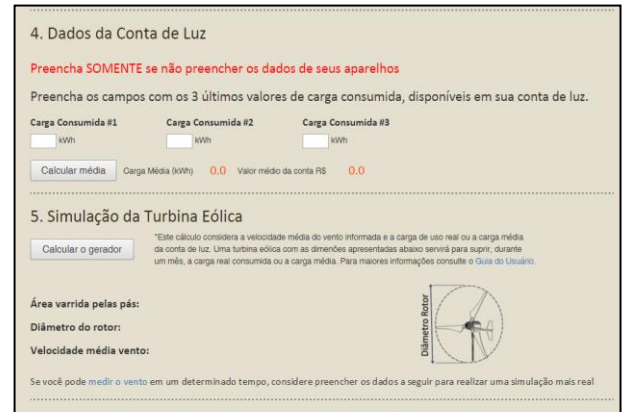 4. Dados da Conta de Luz
Preencha SOMENTE se não preencher os dados de seus aparelhos
Preencha os campos com os 3 últimos valores de carga consumida, disponíveis em sua conta de luz.
Carga Consumida #1 Carga Consumida #2 Carga Consumida #3
kWh kWh kWh
Calcular média Carga Média (kWh) 0.0 Valor médio da conta R$ 0.0
5. Simulação da Turbina Eólica
Calcular o gerador
*Este cálculo considera a velocidade média do vento informada e a carga de uso real ou a carga média
da conta de luz. Uma turbina eólica com as dimenões apresentadas abaixo servirá para suprir, durante
um mês, a carga real consumida ou a carga média. Para maiores informações consulte o Guia do Usuário.
Área varrida pelas pás:
Diâmetro do rotor:
Velocidade média vento:
Diâmetro Rotor
Se você pode medir o vento em um determinado tempo, considere preencher os dados a seguir para realizar uma simulação mais real